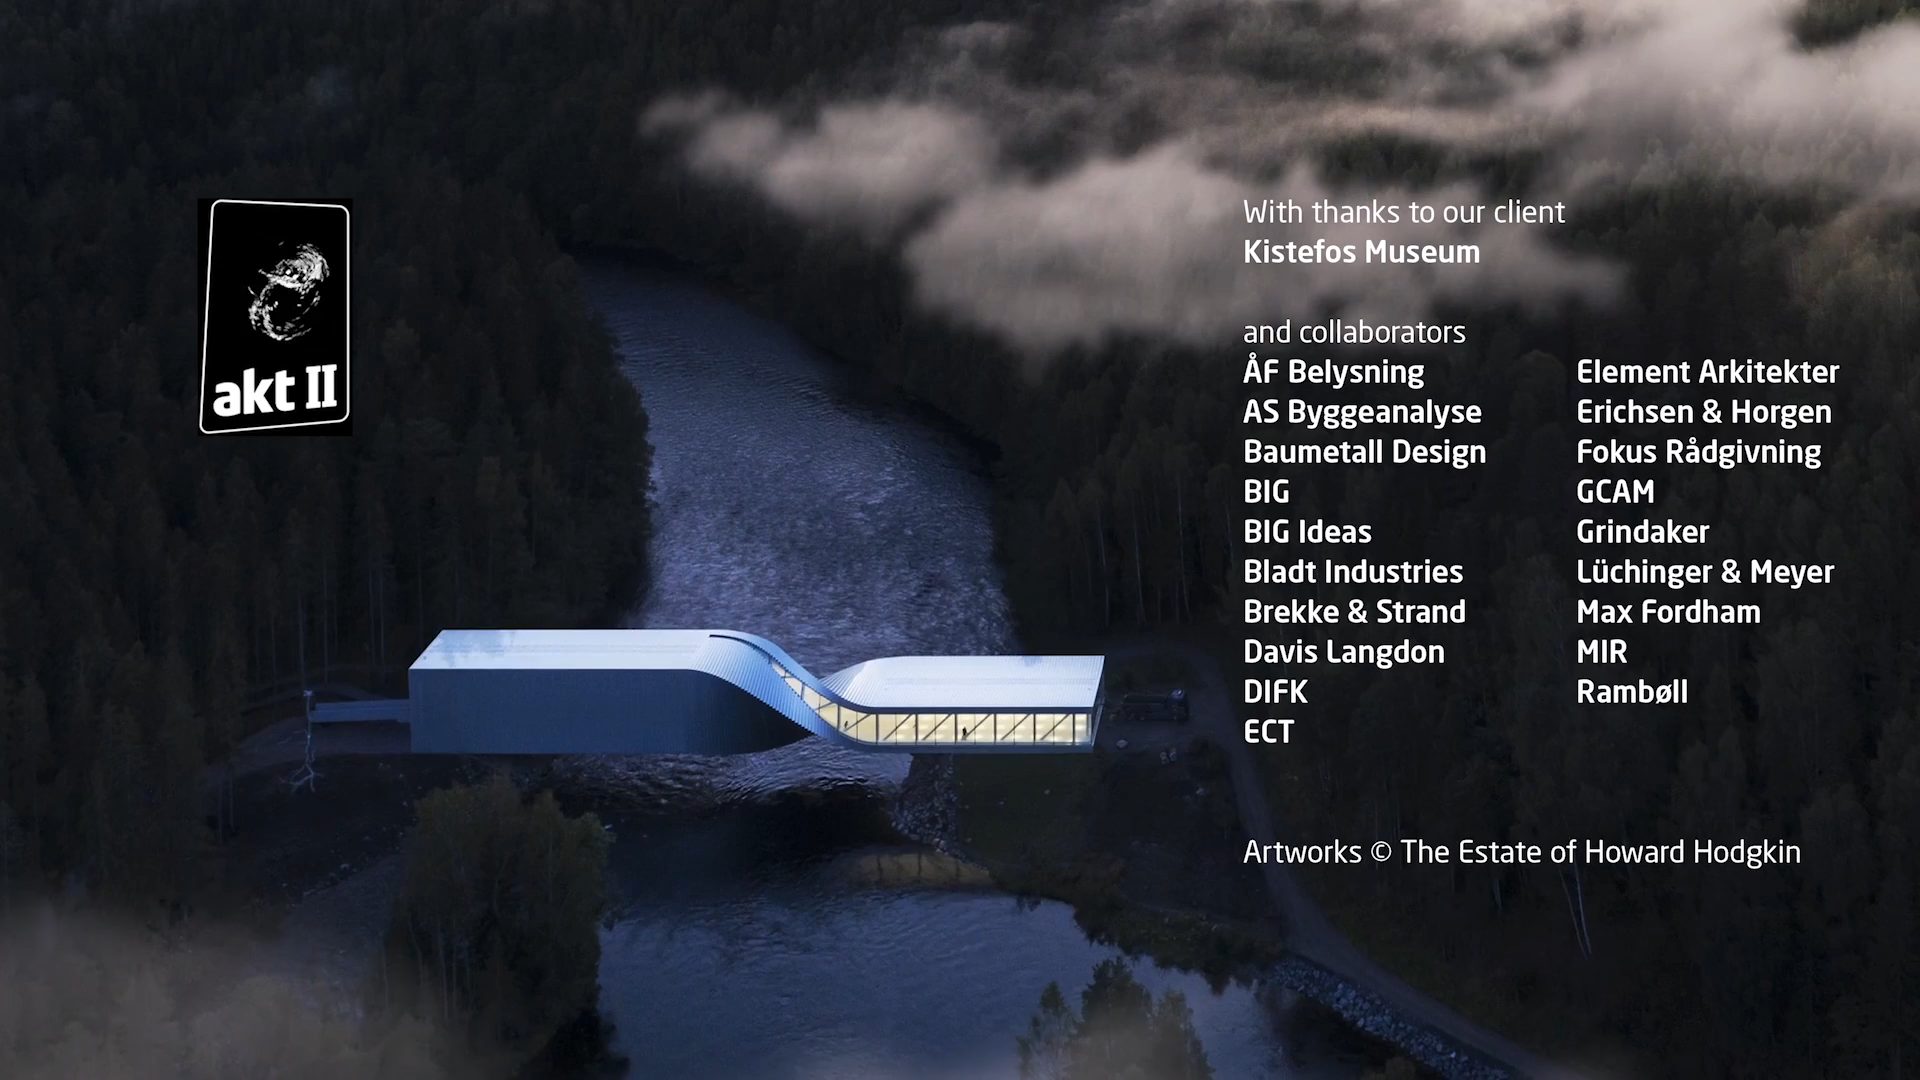 akt II
With thanks to our client
Kistefos Museum
and collaborators
ÅF Belysning
AS Byggeanalyse
Baumetall Design
BIG
BIG Ideas
Bladt Industries
Brekke & Strand
Davis Langdon
DIFK
ECT
Element Arkitekter
Erichsen & Horgen
Fokus Rådgivning
GCAM
Grindaker
Lüchinger & Meyer
Max Fordham
MIR
Rambøll
Artworks © The Estate of Howard Hodgkin